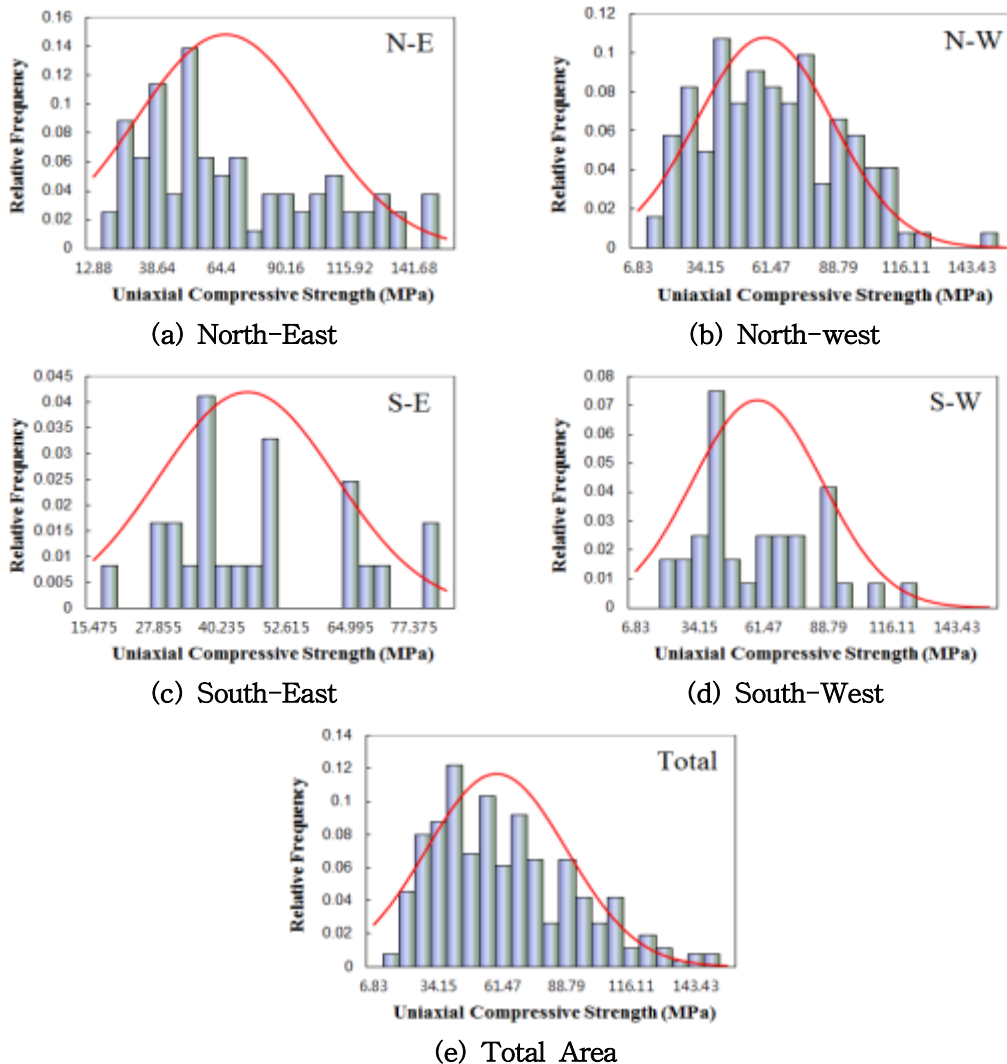 N-E
0.16
0.14
0.12
0.1
0.08
0.06
0.04
0.02
0
Relative Frequency
12.88 38.64 64.4 90.16 115.92 141.68
Uniaxial Compressive Strength (MPa)
(a) North-East
N-W
0.12
0.1
0.08
0.06
0.04
0.02
0
Relative Frequency
6.83 34.15 61.47 88.79 116.11 143.43
Uniaxial Compressive Strength (MPa)
(b) North-west
S-E
0.045
0.04
0.035
0.03
0.025
0.02
0.015
0.01
0.005
0
Relative Frequency
15.475 27.855 40.235 52.615 64.995 77.375
Uniaxial Compressive Strength (MPa)
(c) South-East
S-W
0.08
0.07
0.06
0.05
0.04
0.03
0.02
0.01
0
Relative Frequency
6.83 34.15 61.47 88.79 116.11 143.43
Uniaxial Compressive Strength (MPa)
(d) South-West
Total
0.14
0.12
0.1
0.08
0.06
0.04
0.02
0
Relative Frequency
6.83 34.15 61.47 88.79 116.11 143.43
Uniaxial Compressive Strength (MPa)
(e) Total Area